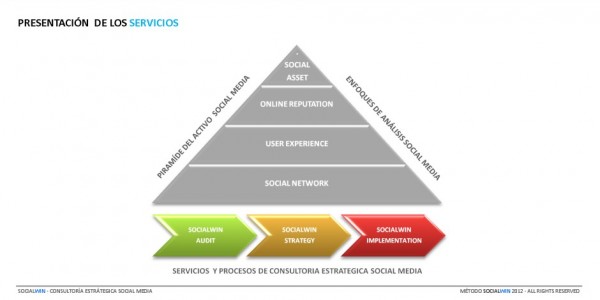 PRESENTACIÓN DE LOS SERVICIOS
SOCIAL
ASSET
ONLINE REPUTATION
USER EXPERIENCE
SOCIAL NETWORK
PIRAMÍDE DEL ACTIVO SOCIAL MEDIA
ENFOQUES DE ANÁLISIS SOCIAL MEDIA
SOCIALWIN
AUDIT
SOCIALWIN
STRATEGY
SOCIALWIN
IMPLEMENTATION
SERVICIOS Y PROCESOS DE CONSULTORIA ESTRATEGICA SOCIAL MEDIA
SOCIALWIN - CONSULTORÍA ESTRÁTEGICA SOCIAL MEDIA
MÉTODO SOCIALWIN 2012 - ALL RIGHTS RESERVED